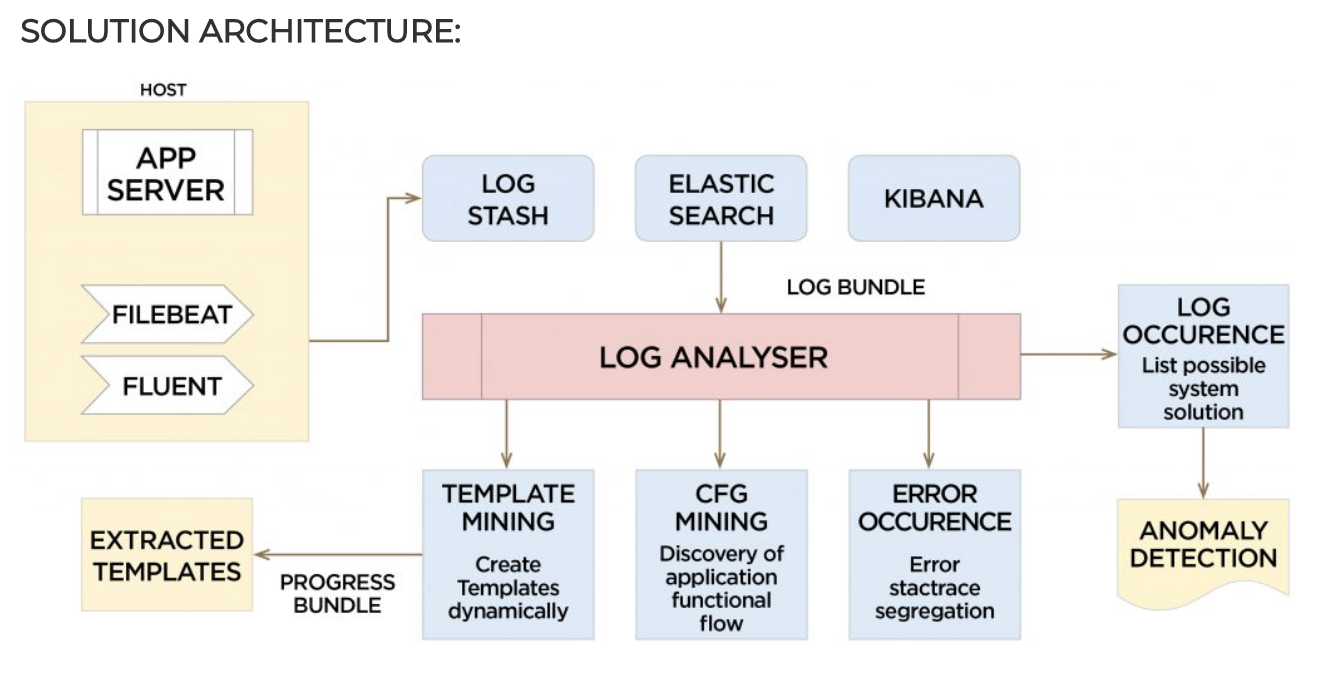 SOLUTION ARCHITECTURE:
HOST
APP
SERVER
FILEBEAT
FLUENT
LOG
STASH
ELASTIC
SEARCH
KIBANA
LOG BUNDLE
LOG ANALYSER
LOG
OCCURENCE
List possible
system
solution
TEMPLATE
MINING
Create
Templates
dynamically
CFG
MINING
Discovery of
application
functional
flow
ERROR
OCCURENCE
Error
stactrace
segregation
ANOMALY
DETECTION
EXTRACTED
TEMPLATES
PROGRESS
BUNDLE